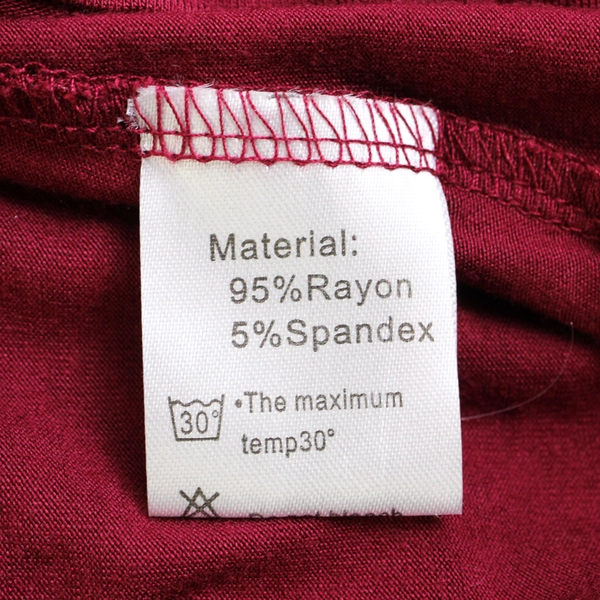 Material:
95%Rayon
5%Spandex
30° •The maximum
temp30°